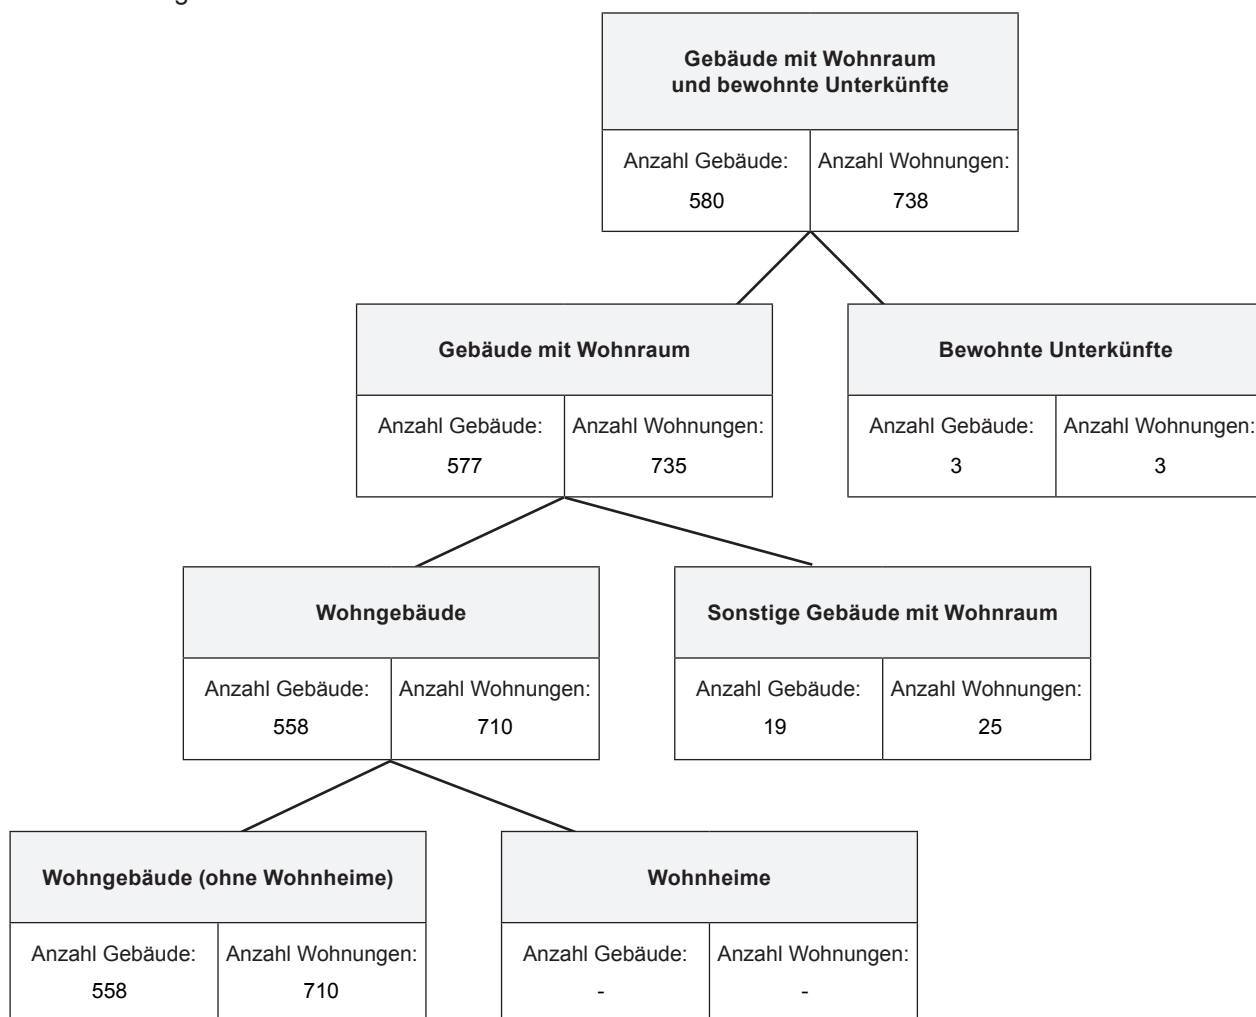 Gebäude mit Wohnraum
und bewohnte Unterkünfte
Anzahl Gebäude: Anzahl Wohnungen:
580 738
Gebäude mit Wohnraum
Anzahl Gebäude: Anzahl Wohnungen:
577 735
Bewohnte Unterkünfte
Anzahl Gebäude: Anzahl Wohnungen:
3 3
Wohngebäude
Anzahl Gebäude: Anzahl Wohnungen:
558 710
Sonstige Gebäude mit Wohnraum
Anzahl Gebäude: Anzahl Wohnungen:
19 25
Wohngebäude (ohne Wohnheime)
Anzahl Gebäude: Anzahl Wohnungen:
558 710
Wohnheime
Anzahl Gebäude: Anzahl Wohnungen:
- -